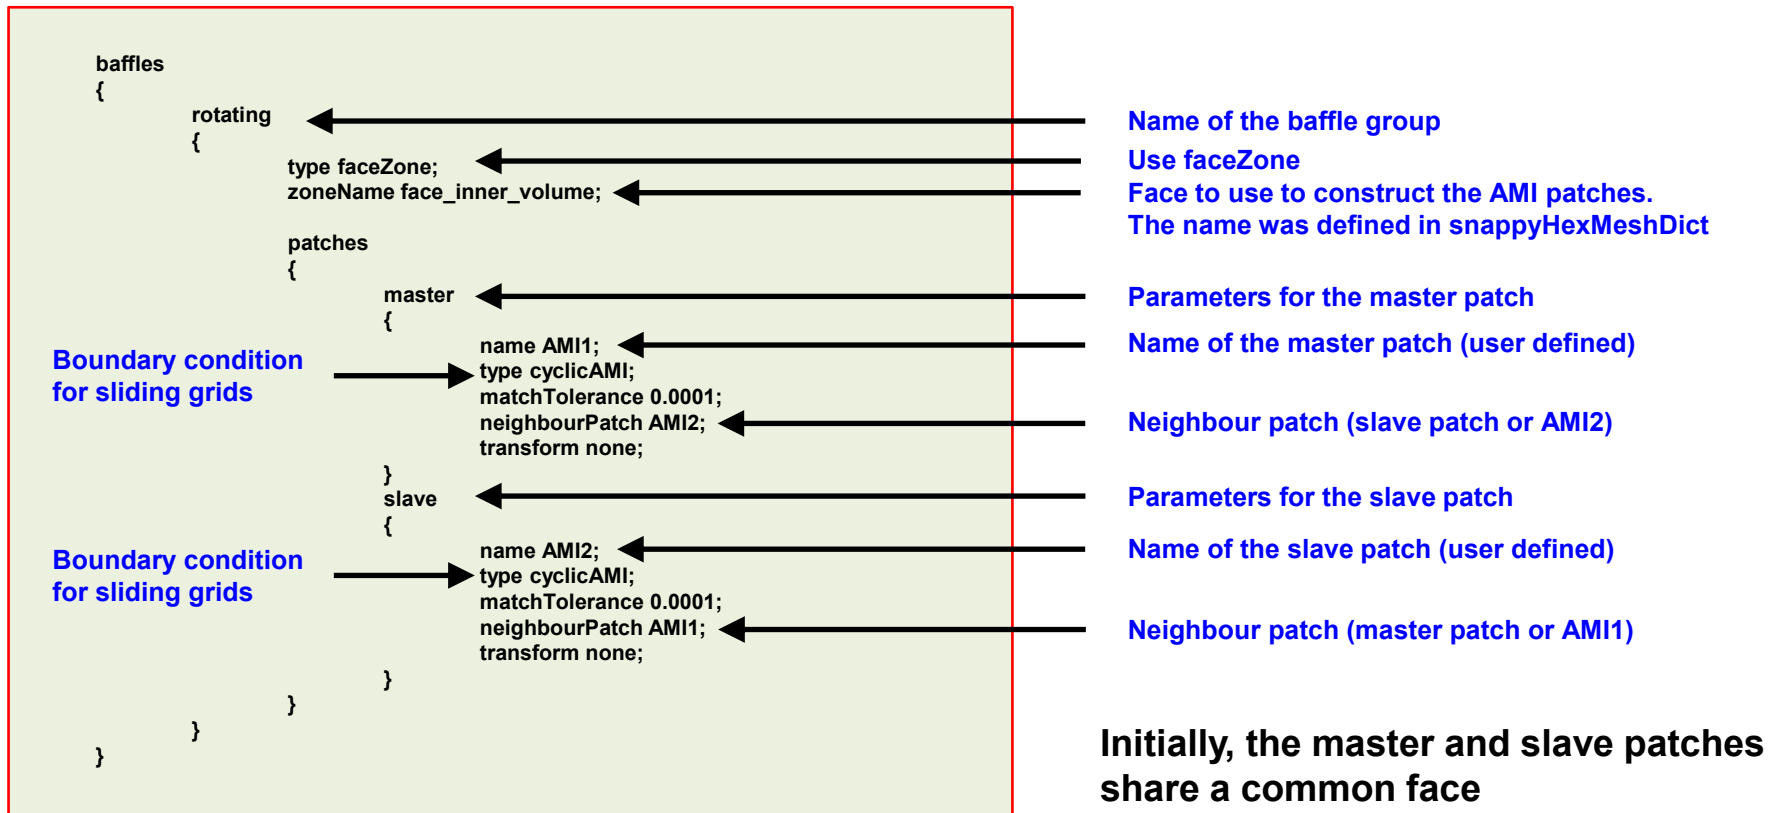 baffles
{
rotating
{
type faceZone;
zoneName face_inner_volume;
patches
{
master
{
name AMI1;
type cyclicAMI;
matchTolerance 0.0001;
neighbourPatch AMI2;
transform none;
}
slave
{
name AMI2;
type cyclicAMI;
matchTolerance 0.0001;
neighbourPatch AMI1;
transform none;
}
}
}
}
Boundary condition
for sliding grids
Boundary condition
for sliding grids
Name of the baffle group
Use faceZone
Face to use to construct the AMI patches.
The name was defined in snappyHexMeshDict
Parameters for the master patch
Name of the master patch (user defined)
Neighbour patch (slave patch or AMI2)
Parameters for the slave patch
Name of the slave patch (user defined)
Neighbour patch (master patch or AMI1)
Initially, the master and slave patches
share a common face